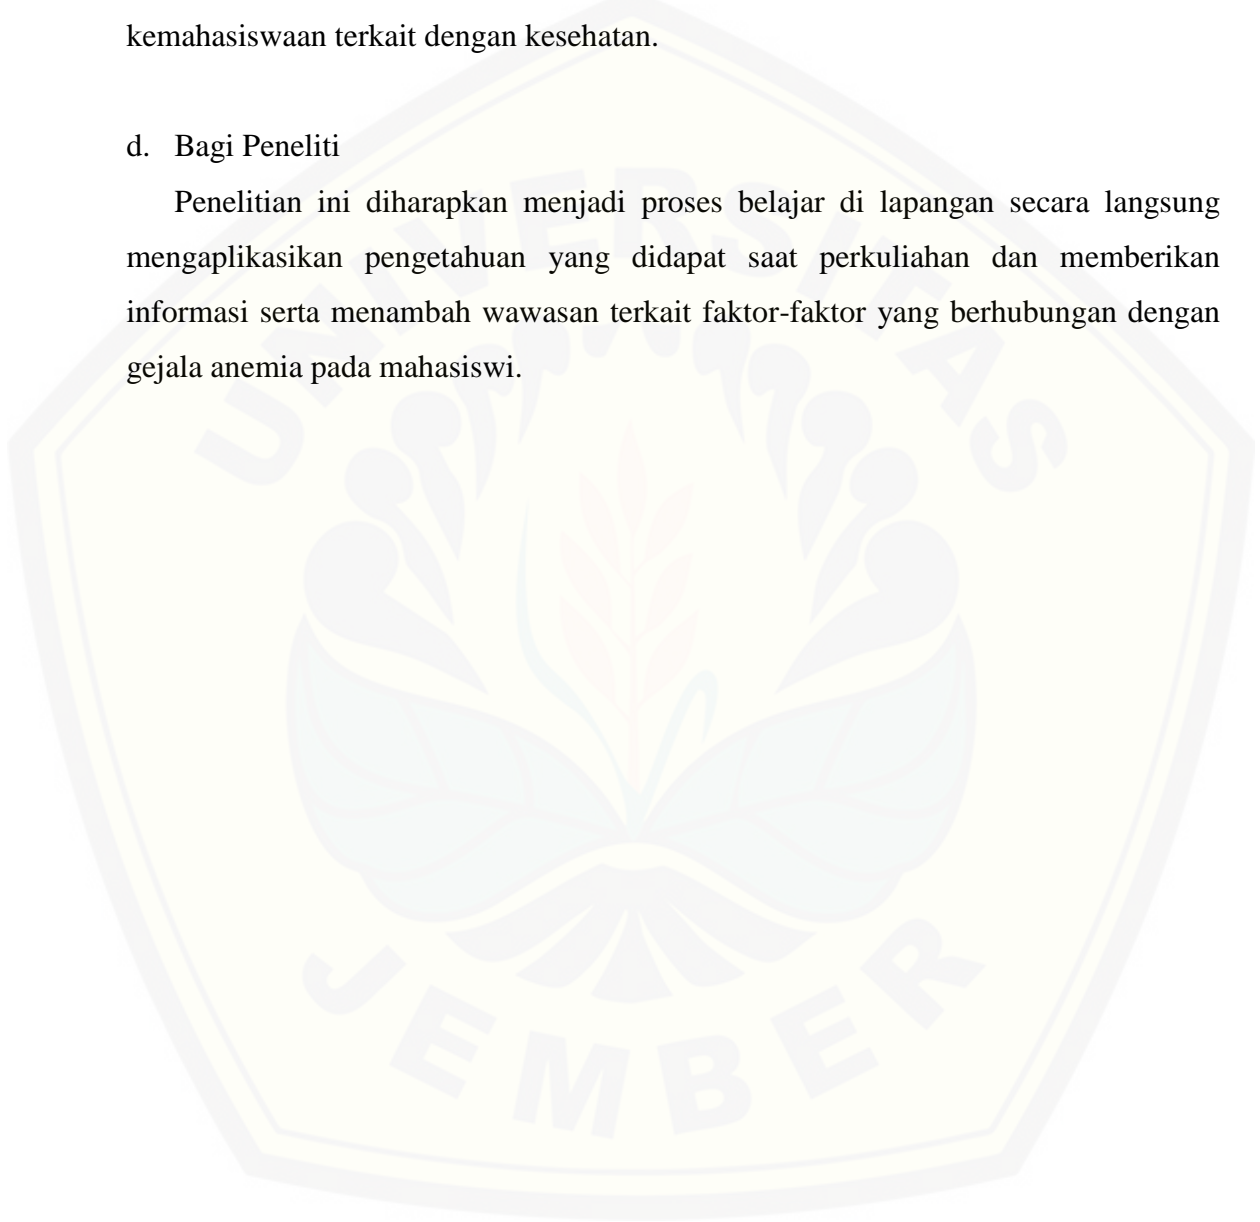 kemahasiswaan terkait dengan kesehatan.
d. Bagi Peneliti
Penelitian ini diharapkan menjadi proses belajar di lapangan secara langsung
mengaplikasikan pengetahuan yang didapat saat perkuliahan dan memberikan
informasi serta menambah wawasan terkait faktor-faktor yang berhubungan dengan
gejala anemia pada mahasiswi.
UNIVERSITAS
JEMBER